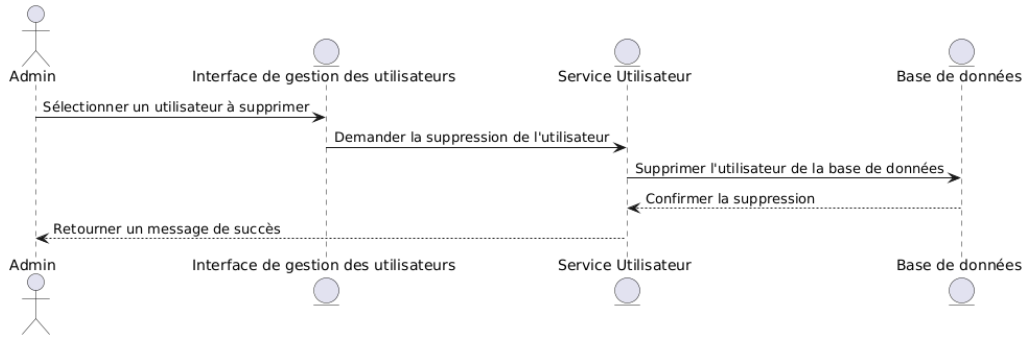 Admin
Interface de gestion des utilisateurs
Service Utilisateur
Base de données
Sélectionner un utilisateur à supprimer
Demander la suppression de l'utilisateur
Supprimer l'utilisateur de la base de données
Confirmer la suppression
Retourner un message de succès
Admin
Interface de gestion des utilisateurs
Service Utilisateur
Base de données